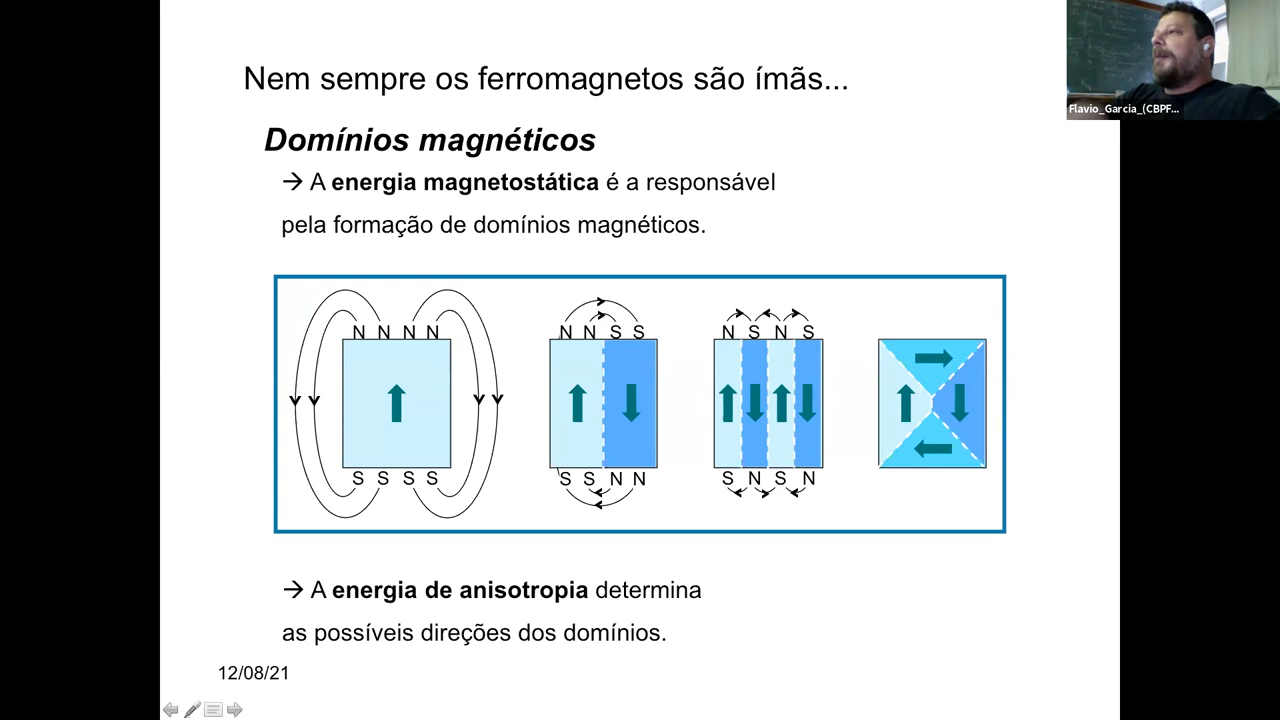 Nem sempre os ferromagnetos são ímãs...
Flavio_Garcia_(CBPF...
Domínios magnéticos
→ A energia magnetostática é a responsável
pela formação de domínios magnéticos.
N N N N
N N S S
N S N S
S S S S
S S N N
S N S N
→ A energia de anisotropia determina
as possíveis direções dos domínios.
12/08/21